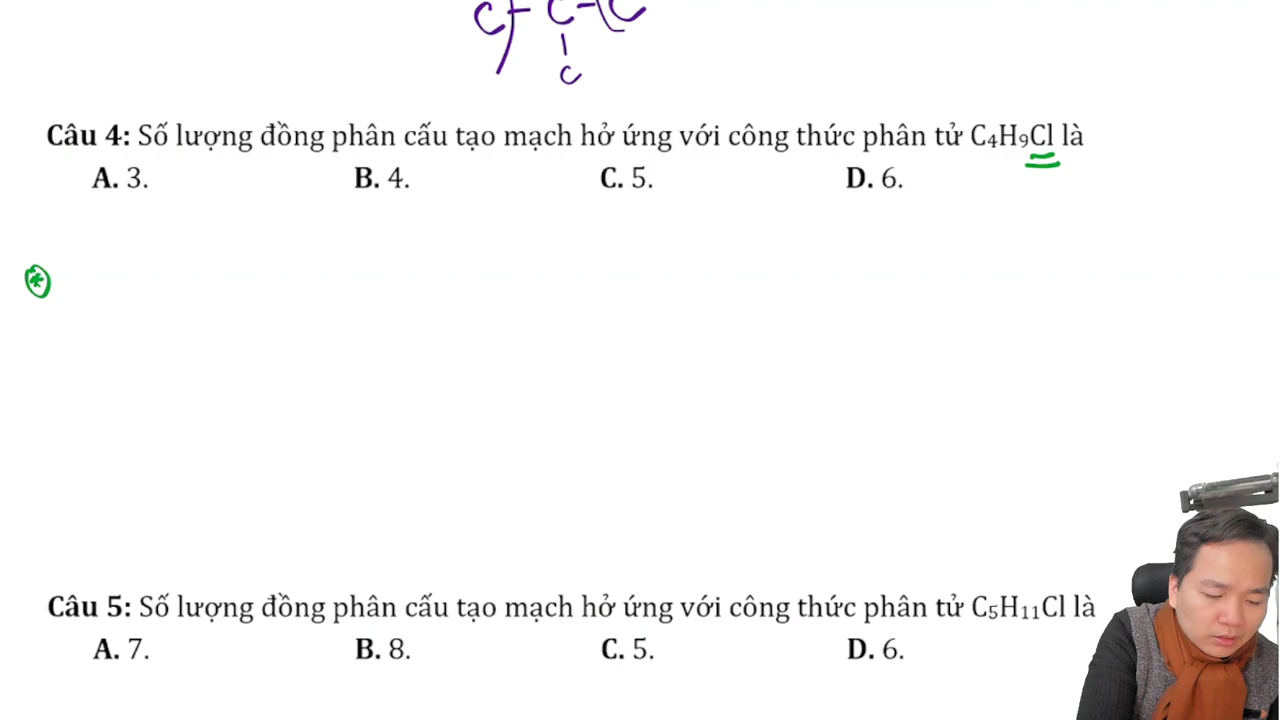 C-C-C
|
C
Câu 4: Số lượng đồng phân cấu tạo mạch hở ứng với công thức phân tử C₄H₉Cl là
A. 3. B. 4. C. 5. D. 6.
Câu 5: Số lượng đồng phân cấu tạo mạch hở ứng với công thức phân tử C₅H₁₁Cl là
A. 7. B. 8. C. 5. D. 6.